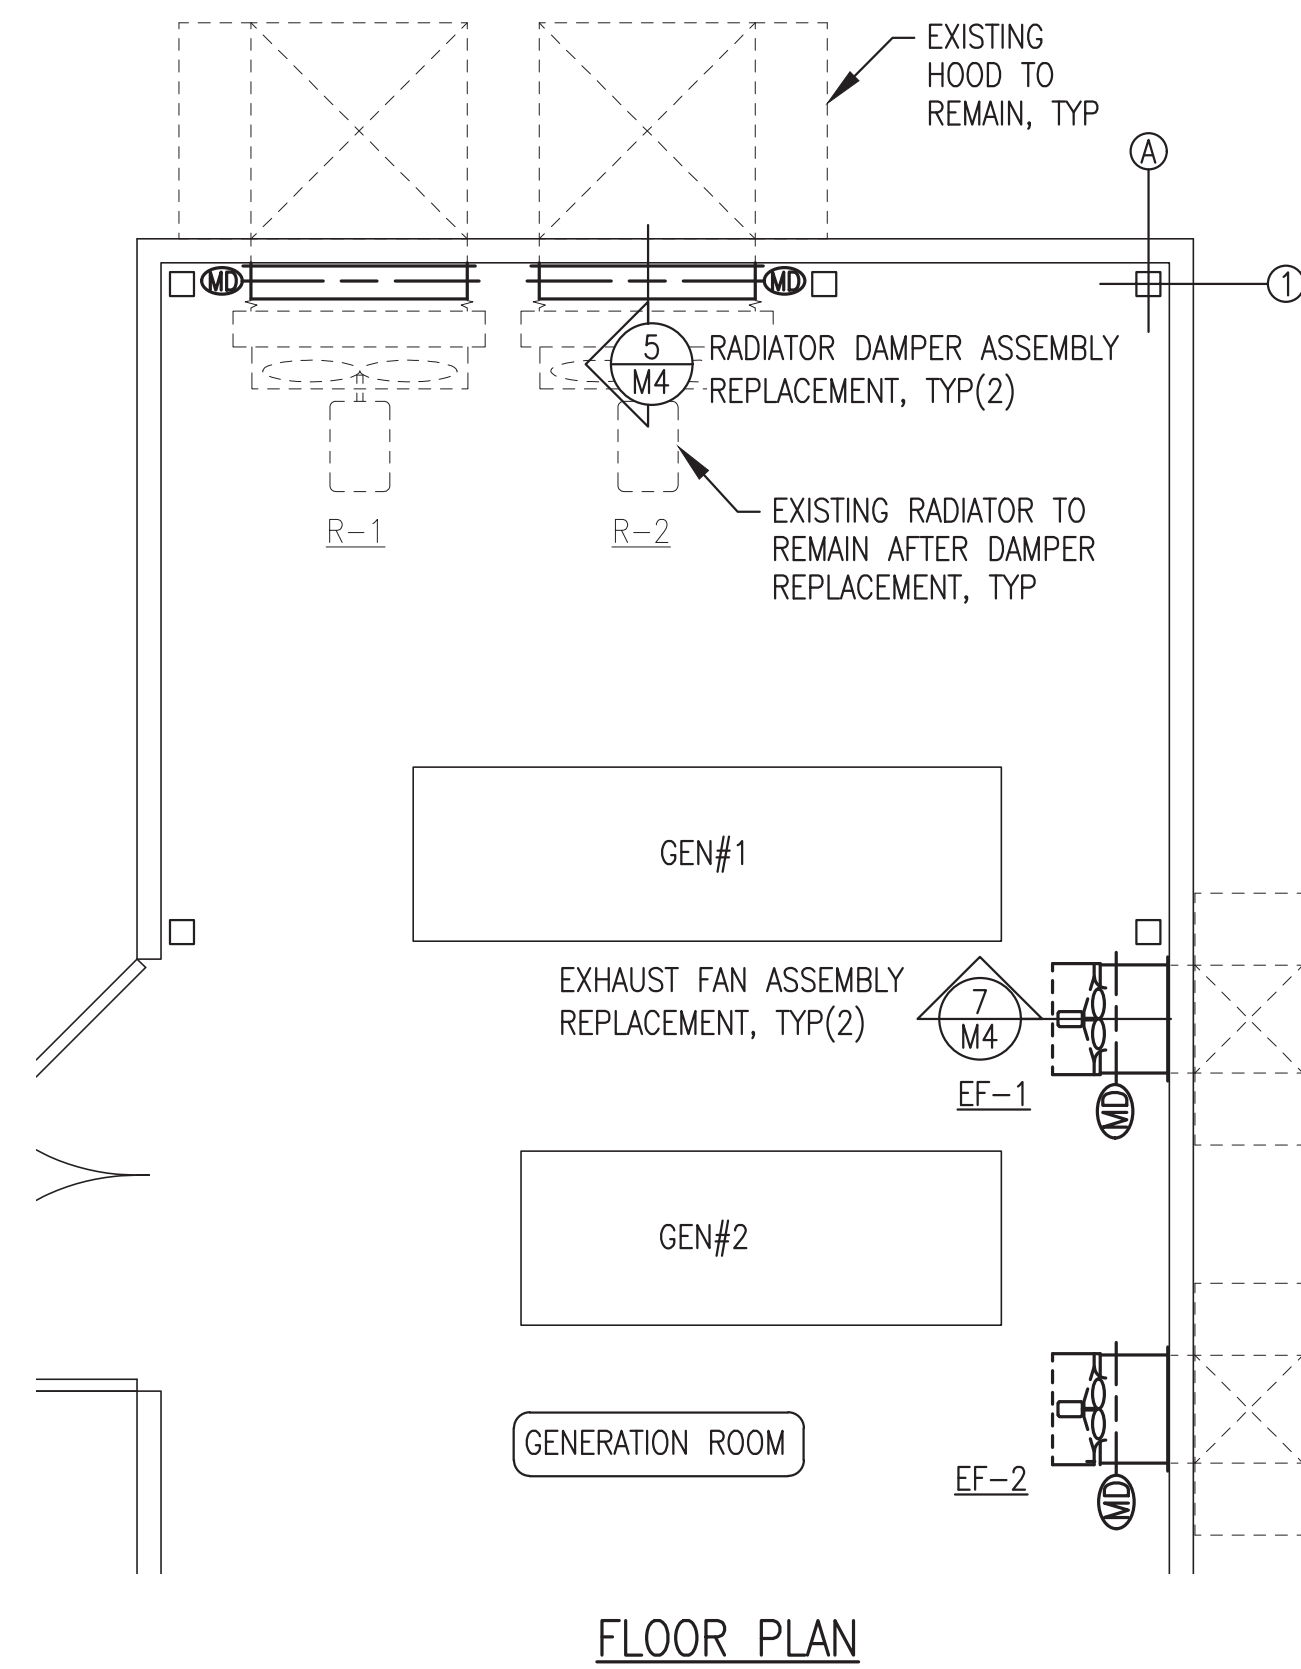 EXISTING
HOOD TO
REMAIN, TYP
A
MD
MD
1
5
M4
RADIATOR DAMPER ASSEMBLY
REPLACEMENT, TYP(2)
R-1
R-2
EXISTING RADIATOR TO
REMAIN AFTER DAMPER
REPLACEMENT, TYP
GEN#1
EXHAUST FAN ASSEMBLY
REPLACEMENT, TYP(2)
7
M4
EF-1
MD
GEN#2
GENERATION ROOM
EF-2
MD
FLOOR PLAN